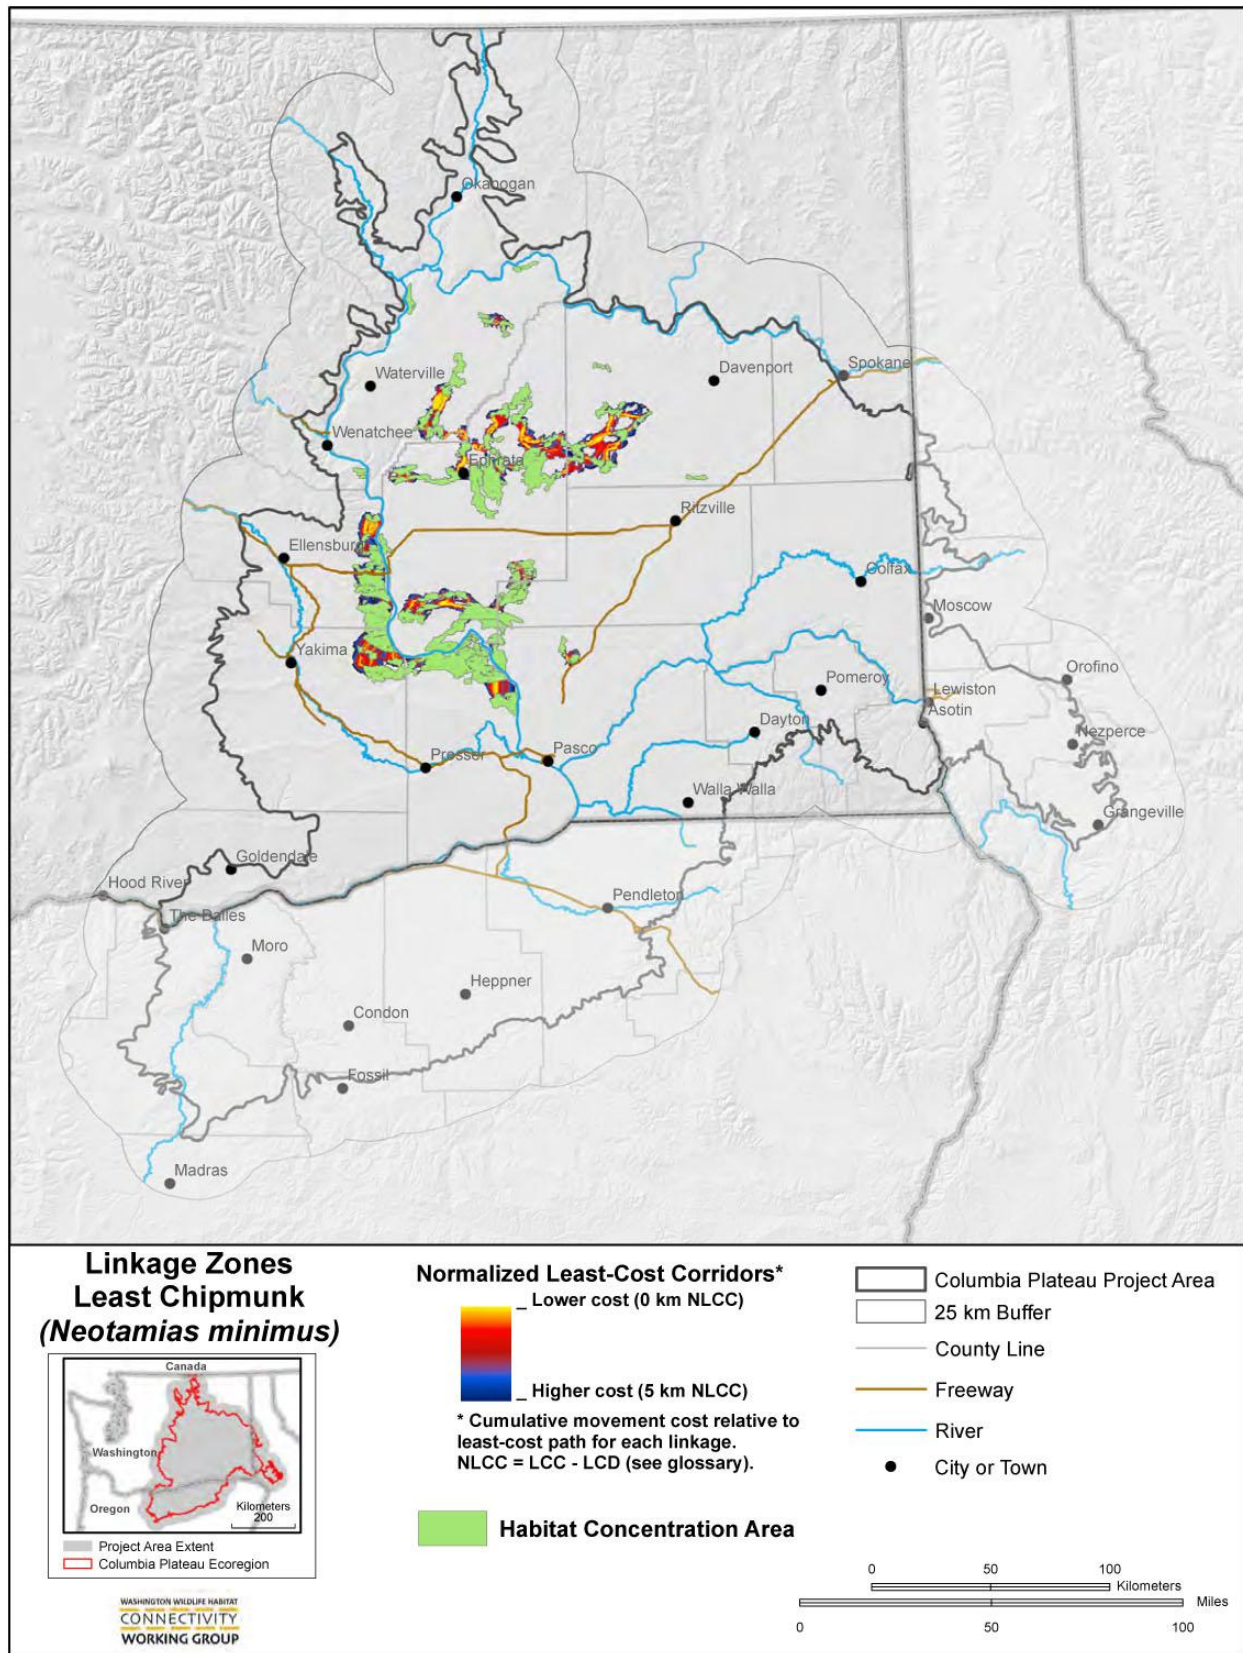 Okanogan
Waterville
Davenport
Spokane
Wenatchee
Ephrata
Ritzville
Ellensburg
Colfax
Moscow
Yakima
Orofino
Pomeroy
Lewiston
Asotin
Dayton
Nezperce
Prosser
Pasco
Walla Walla
Grangeville
Goldendale
Hood River
Pendleton
The Dalles
Moro
Heppner
Condon
Fossil
Madras
Linkage Zones
Least Chipmunk
(Neotamias minimus)
Canada
Washington
Oregon
Kilometers
200
Project Area Extent
Columbia Plateau Ecoregion
WASHINGTON WILDLIFE HABITAT
CONNECTIVITY
WORKING GROUP
Normalized Least-Cost Corridors*
_ Lower cost (0 km NLCC)
_ Higher cost (5 km NLCC)
* Cumulative movement cost relative to
least-cost path for each linkage.
NLCC = LCC - LCD (see glossary).
Habitat Concentration Area
Columbia Plateau Project Area
25 km Buffer
County Line
Freeway
River
City or Town
0 50 100
Kilometers
Miles
0 50 100